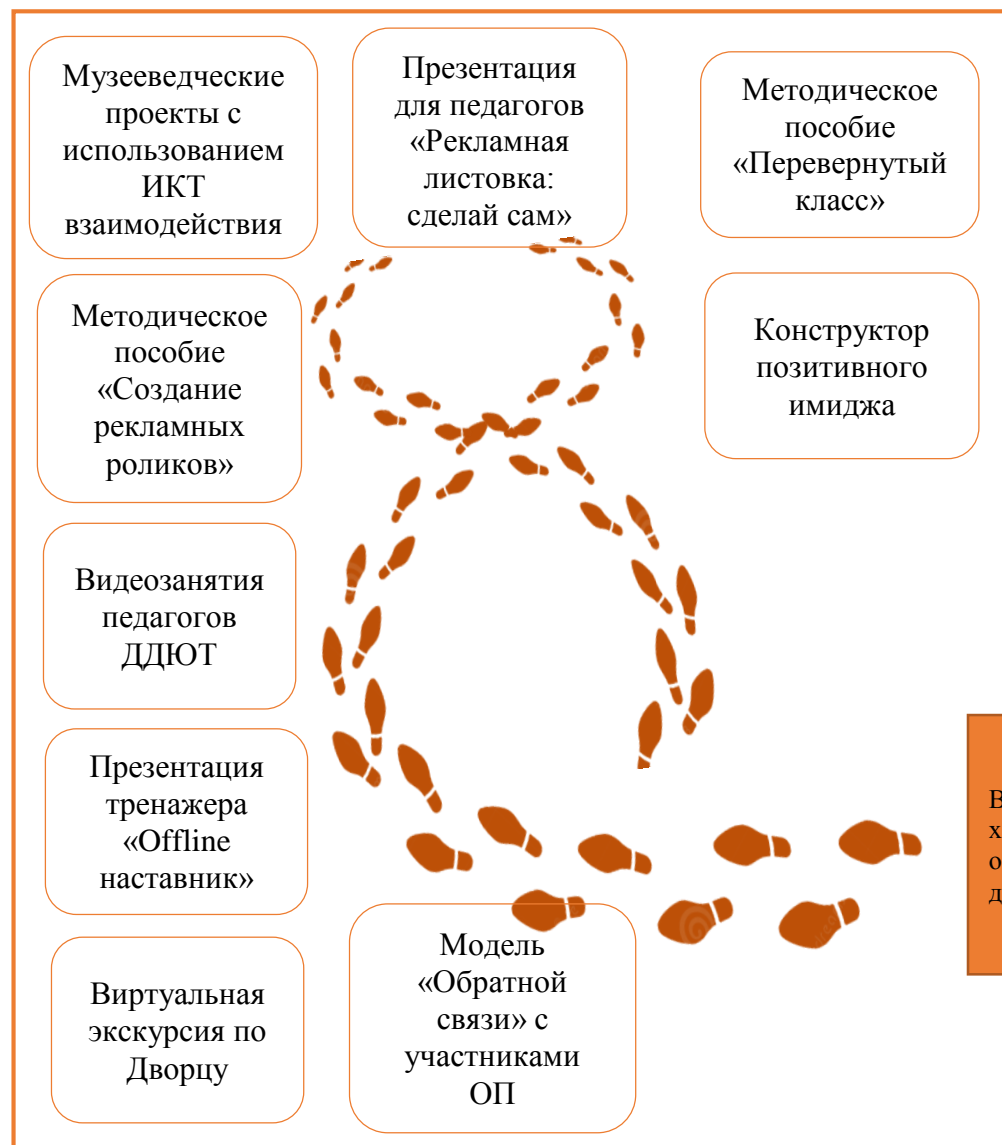 Музееведческие
проекты с
использованием
ИКТ
взаимодействия
Презентация
для педагогов
«Рекламная
листовка:
сделай сам»
Методическое
пособие
«Перевернутый
класс»
Методическое
пособие
«Создание
рекламных
роликов»
Конструктор
позитивного
имиджа
Видеозанятия
педагогов
ДДЮТ
Презентация
тренажера
«Offline
наставник»
Виртуальная
экскурсия по
Дворцу
Модель
«Обратной
связи» с
участниками
ОП